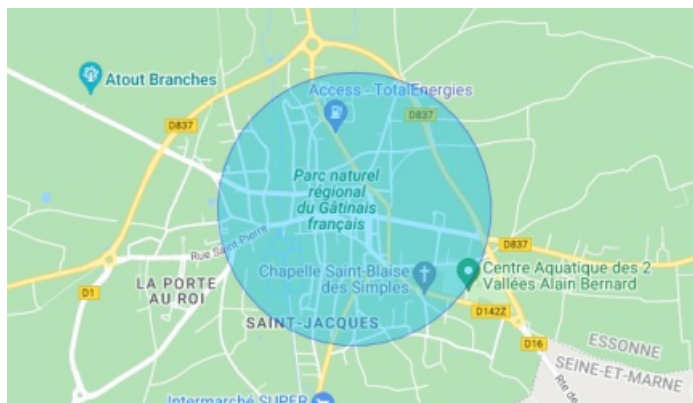 Atout Branches
Access - TotalEnergies
D837
D837
Parc naturel
régional
du Gâtinais
français
Rue Saint-Pierre
D837
Chapelle Saint-Blaise
des Simples
Centre Aquatique des 2
Vallées Alain Bernard
LA PORTE
AU ROI
D1
D142Z
SAINT-JACQUES
D16
ESSONNE
SEINE-ET-MARNE
Rte de
Intermarché SUPER